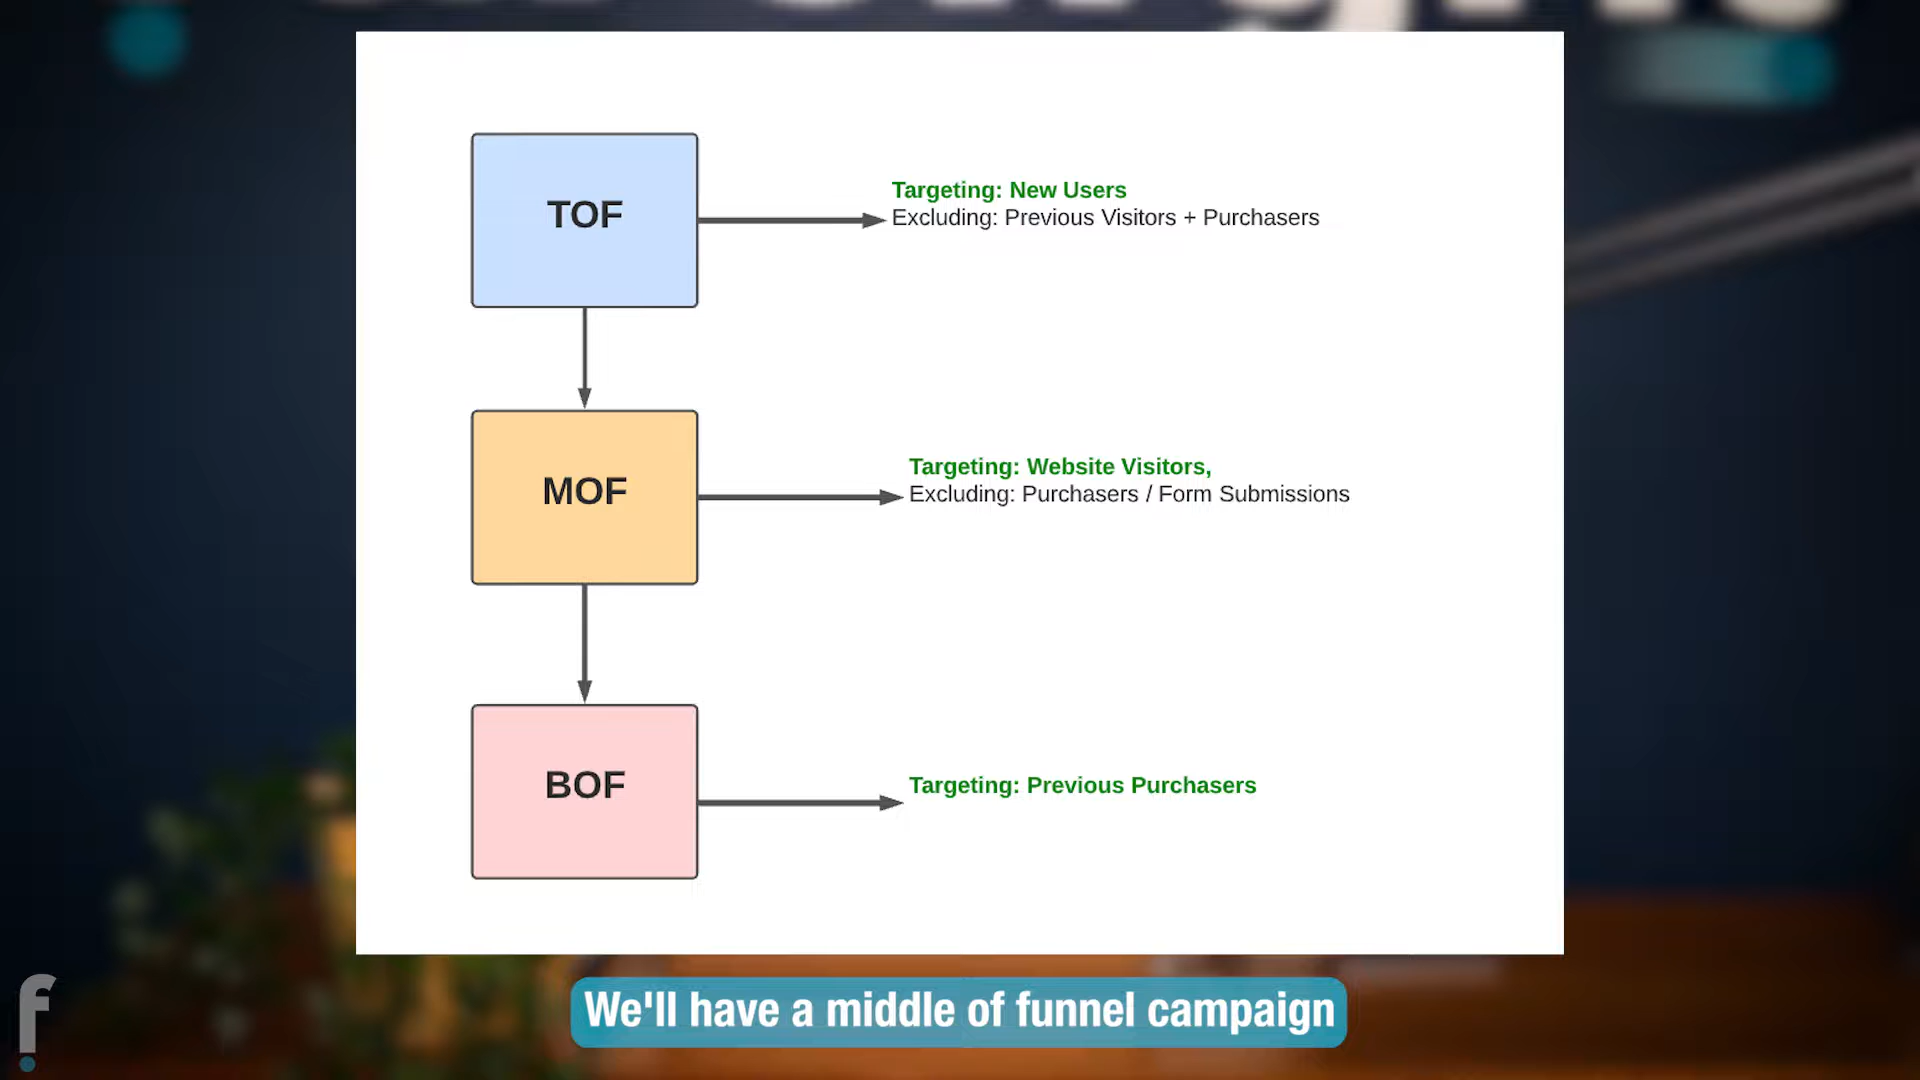 TOF
Targeting: New Users
Excluding: Previous Visitors + Purchasers
MOF
Targeting: Website Visitors,
Excluding: Purchasers / Form Submissions
BOF
Targeting: Previous Purchasers
f
We'll have a middle of funnel campaign